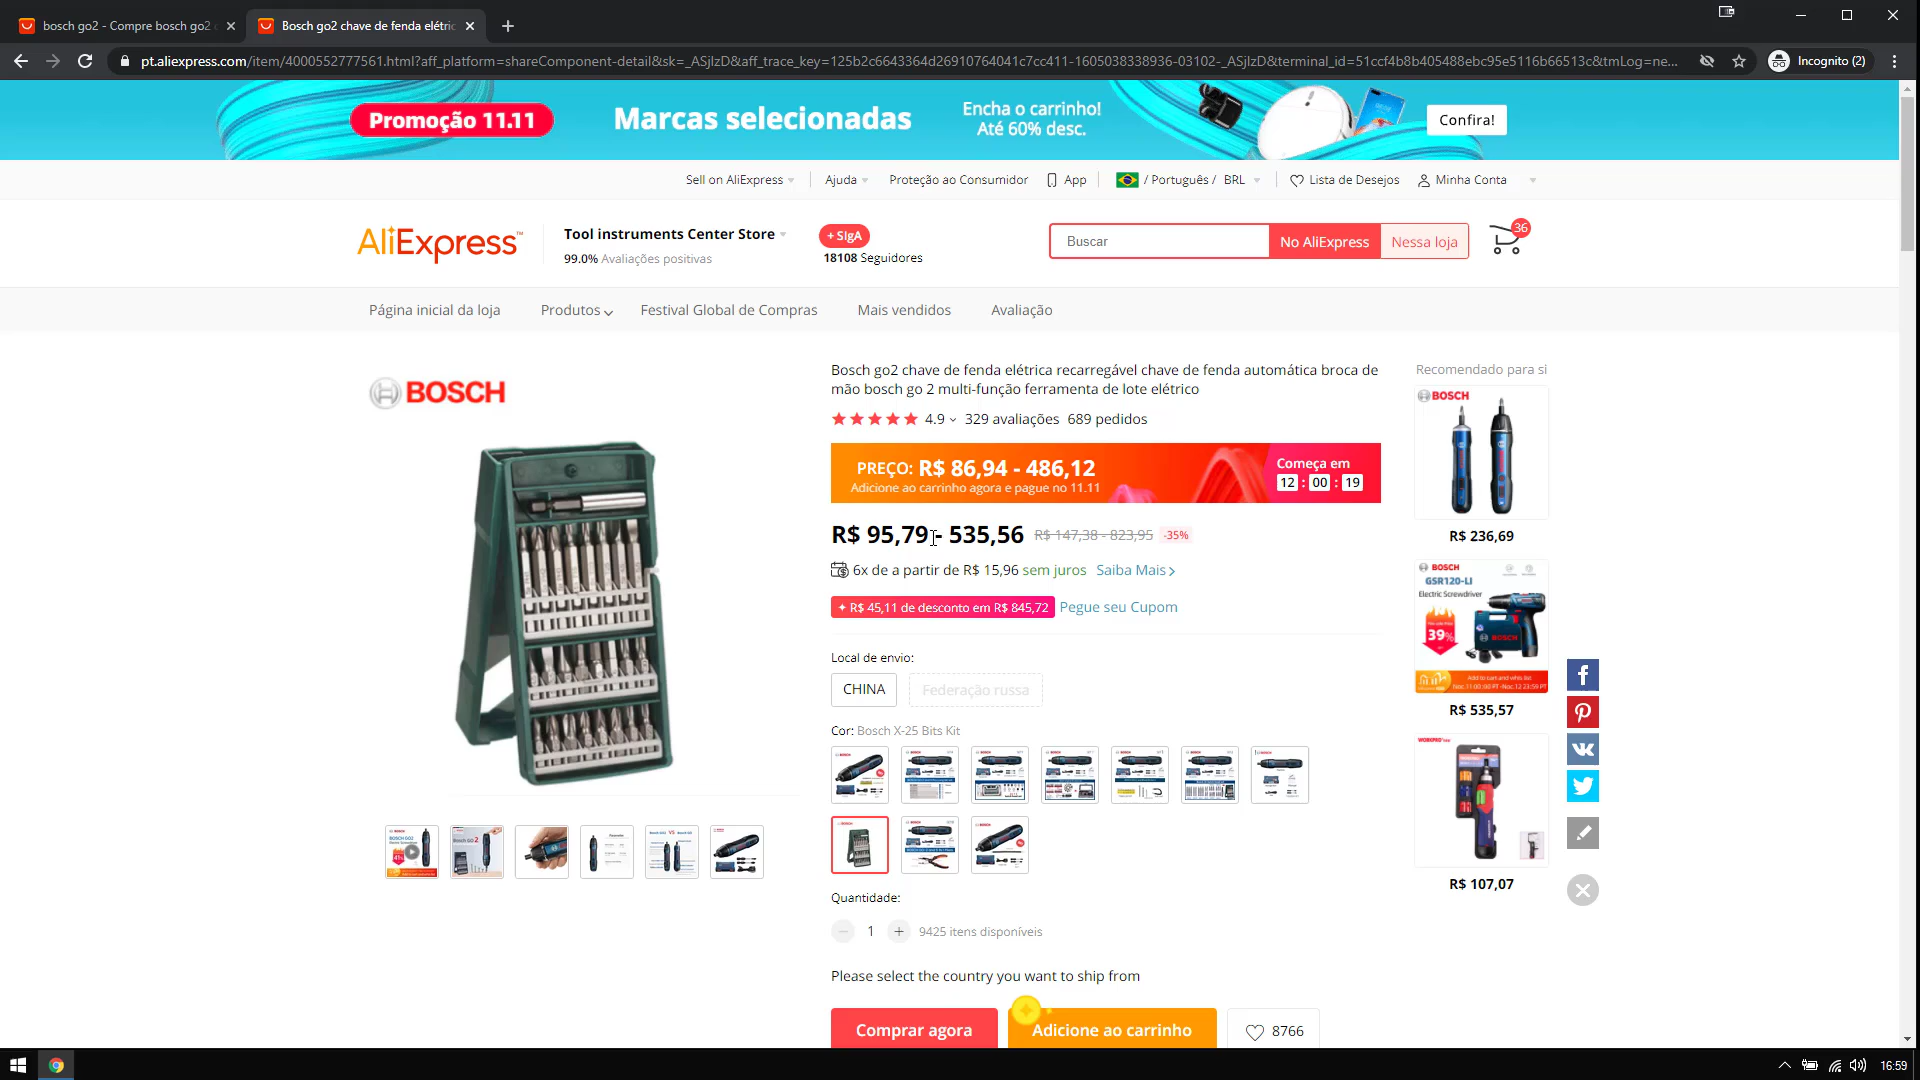 bosch go2 - Compre bosch go2
Bosch go2 chave de fenda elétric
pt.aliexpress.com/item/4000552777561.html?aff_platform=shareComponent-detail&sk=_ASjlzD&aff_trace_key=125b2c6643364d26910764041c7cc411-1605038338936-03102-_ASjlzD&terminal_id=51ccf4b8b405488ebc95e5116b66513c&tmLog=ne...
Incognito (2)
Promoção 11.11
Marcas selecionadas
Encha o carrinho!
Até 60% desc.
Confira!
Sell on AliExpress
Ajuda
Proteção ao Consumidor
App
/ Português / BRL
Lista de Desejos
Minha Conta
AliExpress™
Tool instruments Center Store
99.0% Avaliações positivas
+ SIgA
18108 Seguidores
Buscar
No AliExpress
Nessa loja
36
Página inicial da loja
Produtos
Festival Global de Compras
Mais vendidos
Avaliação
BOSCH
Bosch go2 chave de fenda elétrica recarregável chave de fenda automática broca de
mão bosch go 2 multi-função ferramenta de lote elétrico
4.9
329 avaliações
689 pedidos
PREÇO: R$ 86,94 - 486,12
Adicione ao carrinho agora e pague no 11.11
Começa em
12 : 00 : 19
R$ 95,79 - 535,56
R$ 147,38 - 823,95
-35%
6x de a partir de R$ 15,96 sem juros
Saiba Mais
R$ 45,11 de desconto em R$ 845,72
Pegue seu Cupom
Local de envio:
CHINA
Federação russa
Cor: Bosch X-25 Bits Kit
Quantidade:
1
+
9425 itens disponíveis
Please select the country you want to ship from
Comprar agora
Adicione ao carrinho
8766
Recomendado para si
BOSCH
R$ 236,69
BOSCH
GSR120-LI
Electric Screwdriver
39%
BOSCH
Add to cart and whis list
R$ 535,57
WORKPRO
R$ 107,07
16:59